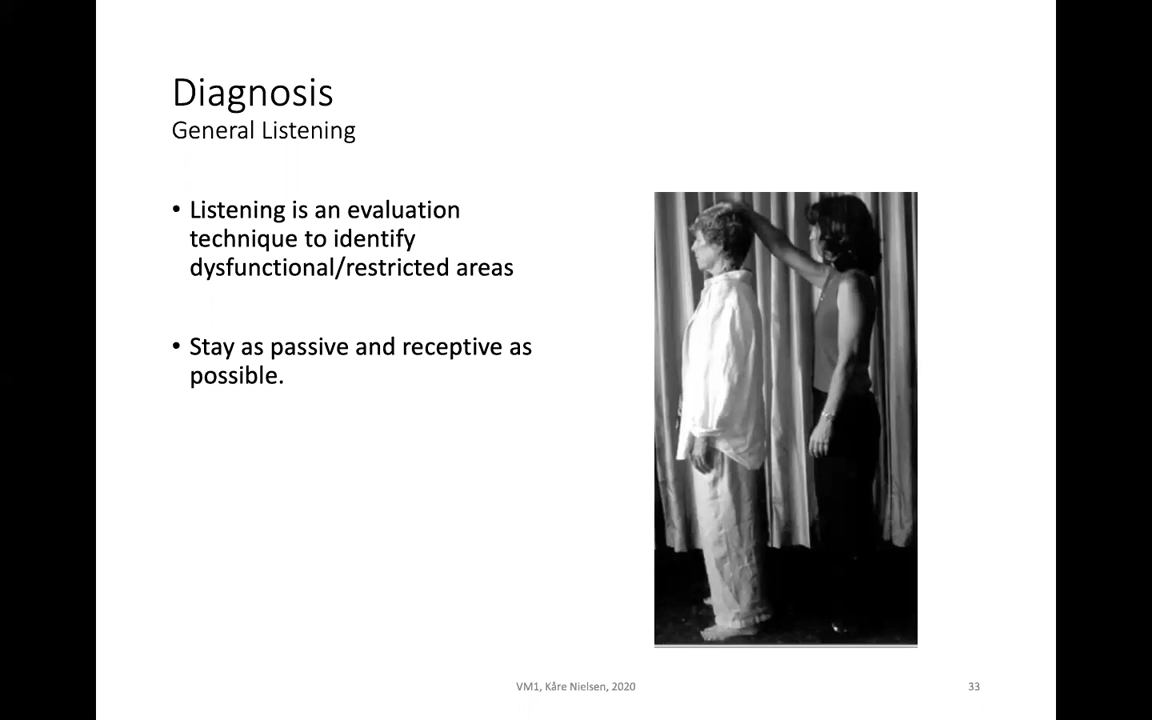 Diagnosis
General Listening
• Listening is an evaluation
technique to identify
dysfunctional/restricted areas
• Stay as passive and receptive as
possible.
VM1, Kåre Nielsen, 2020
33